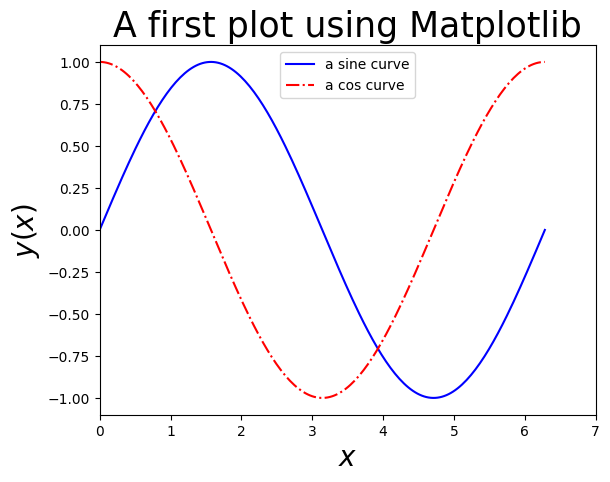 A first plot using Matplotlib
a sine curve
a cos curve
1.00
0.75
0.50
0.25
0.00
−0.25
−0.50
−0.75
−1.00
y(x)
0 1 2 3 4 5 6 7
x